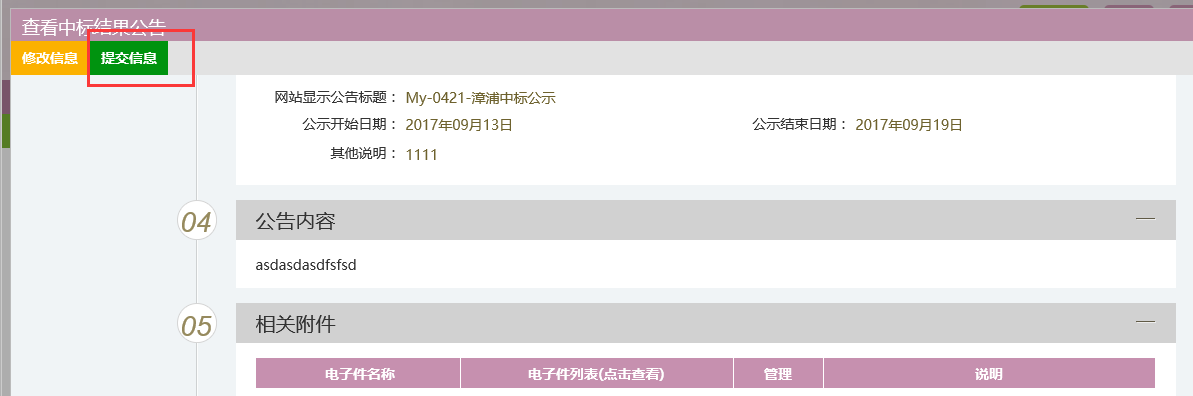 查看中标结果公告
修改信息 提交信息
网站显示公告标题： My-0421-漳浦中标公示
公示开始日期： 2017年09月13日 公示结束日期： 2017年09月19日
其他说明： 1111
04 公告内容 —
asdasdasdfsfsd
05 相关附件 —
电子件名称 电子件列表(点击查看) 管理 说明